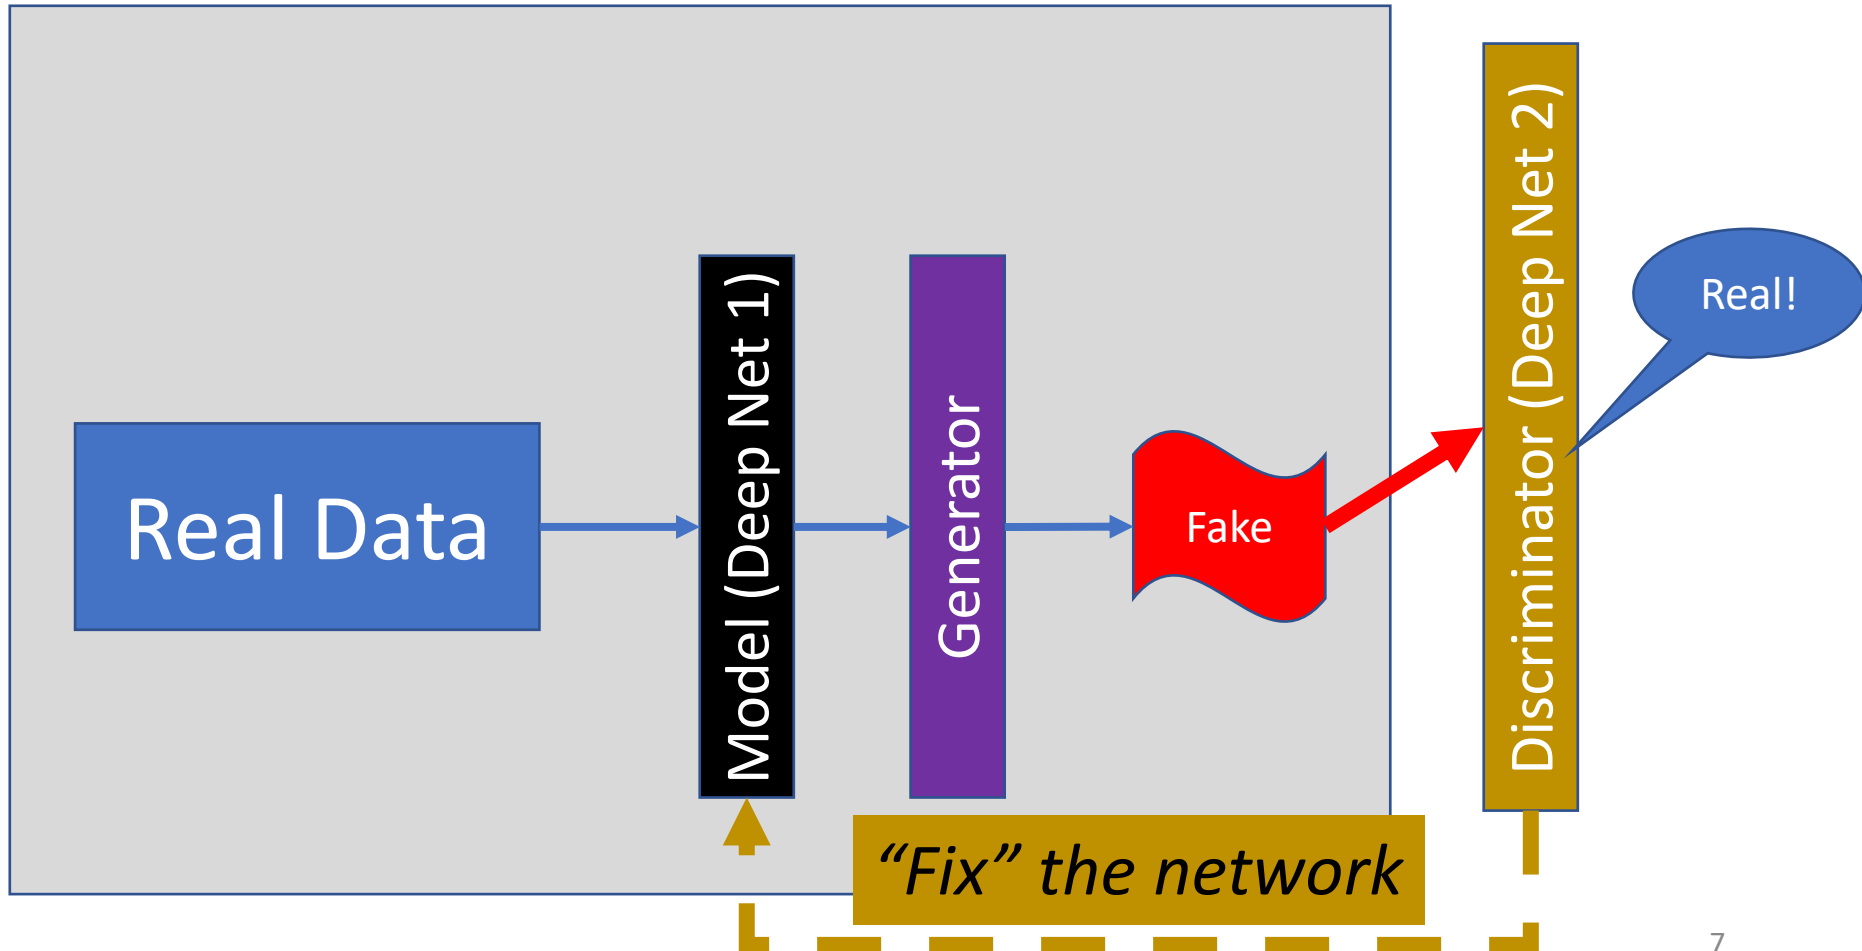 Real Data
Model (Deep Net 1)
Generator
Fake
Discriminator (Deep Net 2)
Real!
“Fix” the network
7